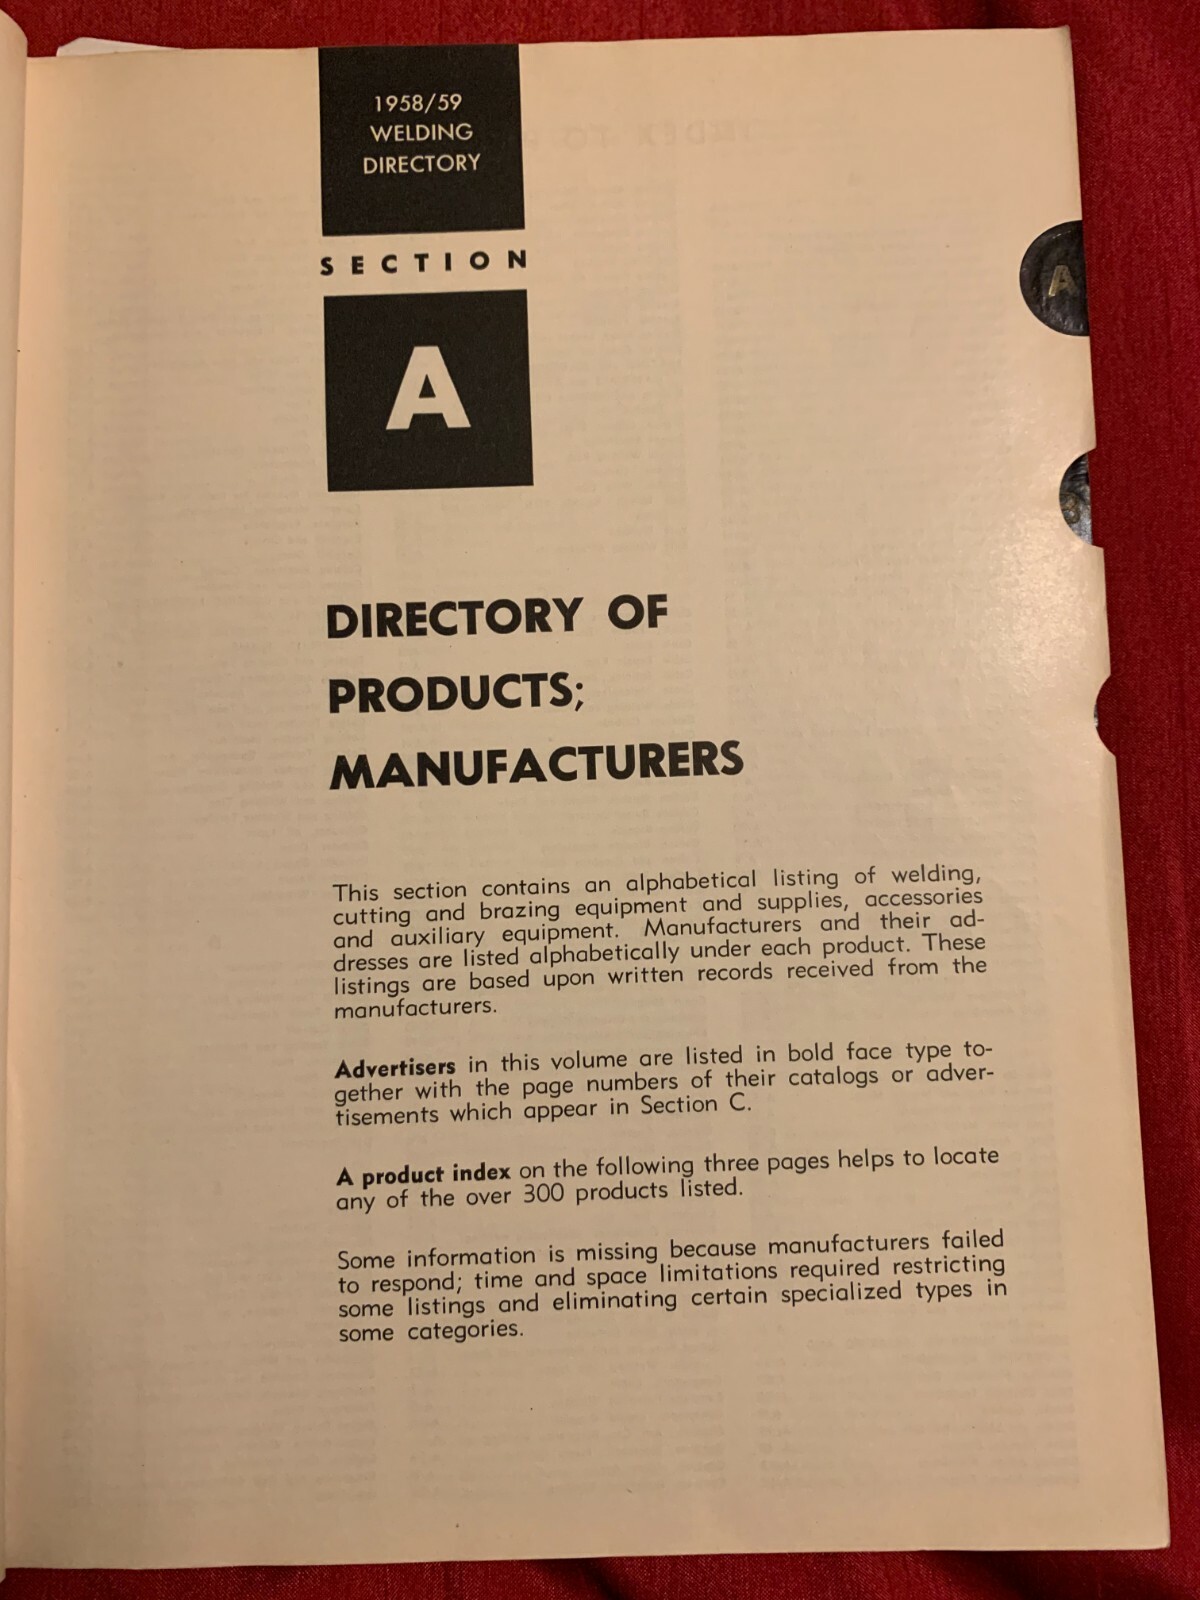 1958/59
WELDING
DIRECTORY
SECTION
A
A
DIRECTORY OF
PRODUCTS;
MANUFACTURERS
This section contains an alphabetical listing of welding,
cutting and brazing equipment and supplies, accessories
and auxiliary equipment. Manufacturers and their ad-
dresses are listed alphabetically under each product. These
listings are based upon written records received from the
manufacturers.
Advertisers in this volume are listed in bold face type to-
gether with the page numbers of their catalogs or adver-
tisements which appear in Section C.
A product index on the following three pages helps to locate
any of the over 300 products listed.
Some information is missing because manufacturers failed
to respond; time and space limitations required restricting
some listings and eliminating certain specialized types in
some categories.